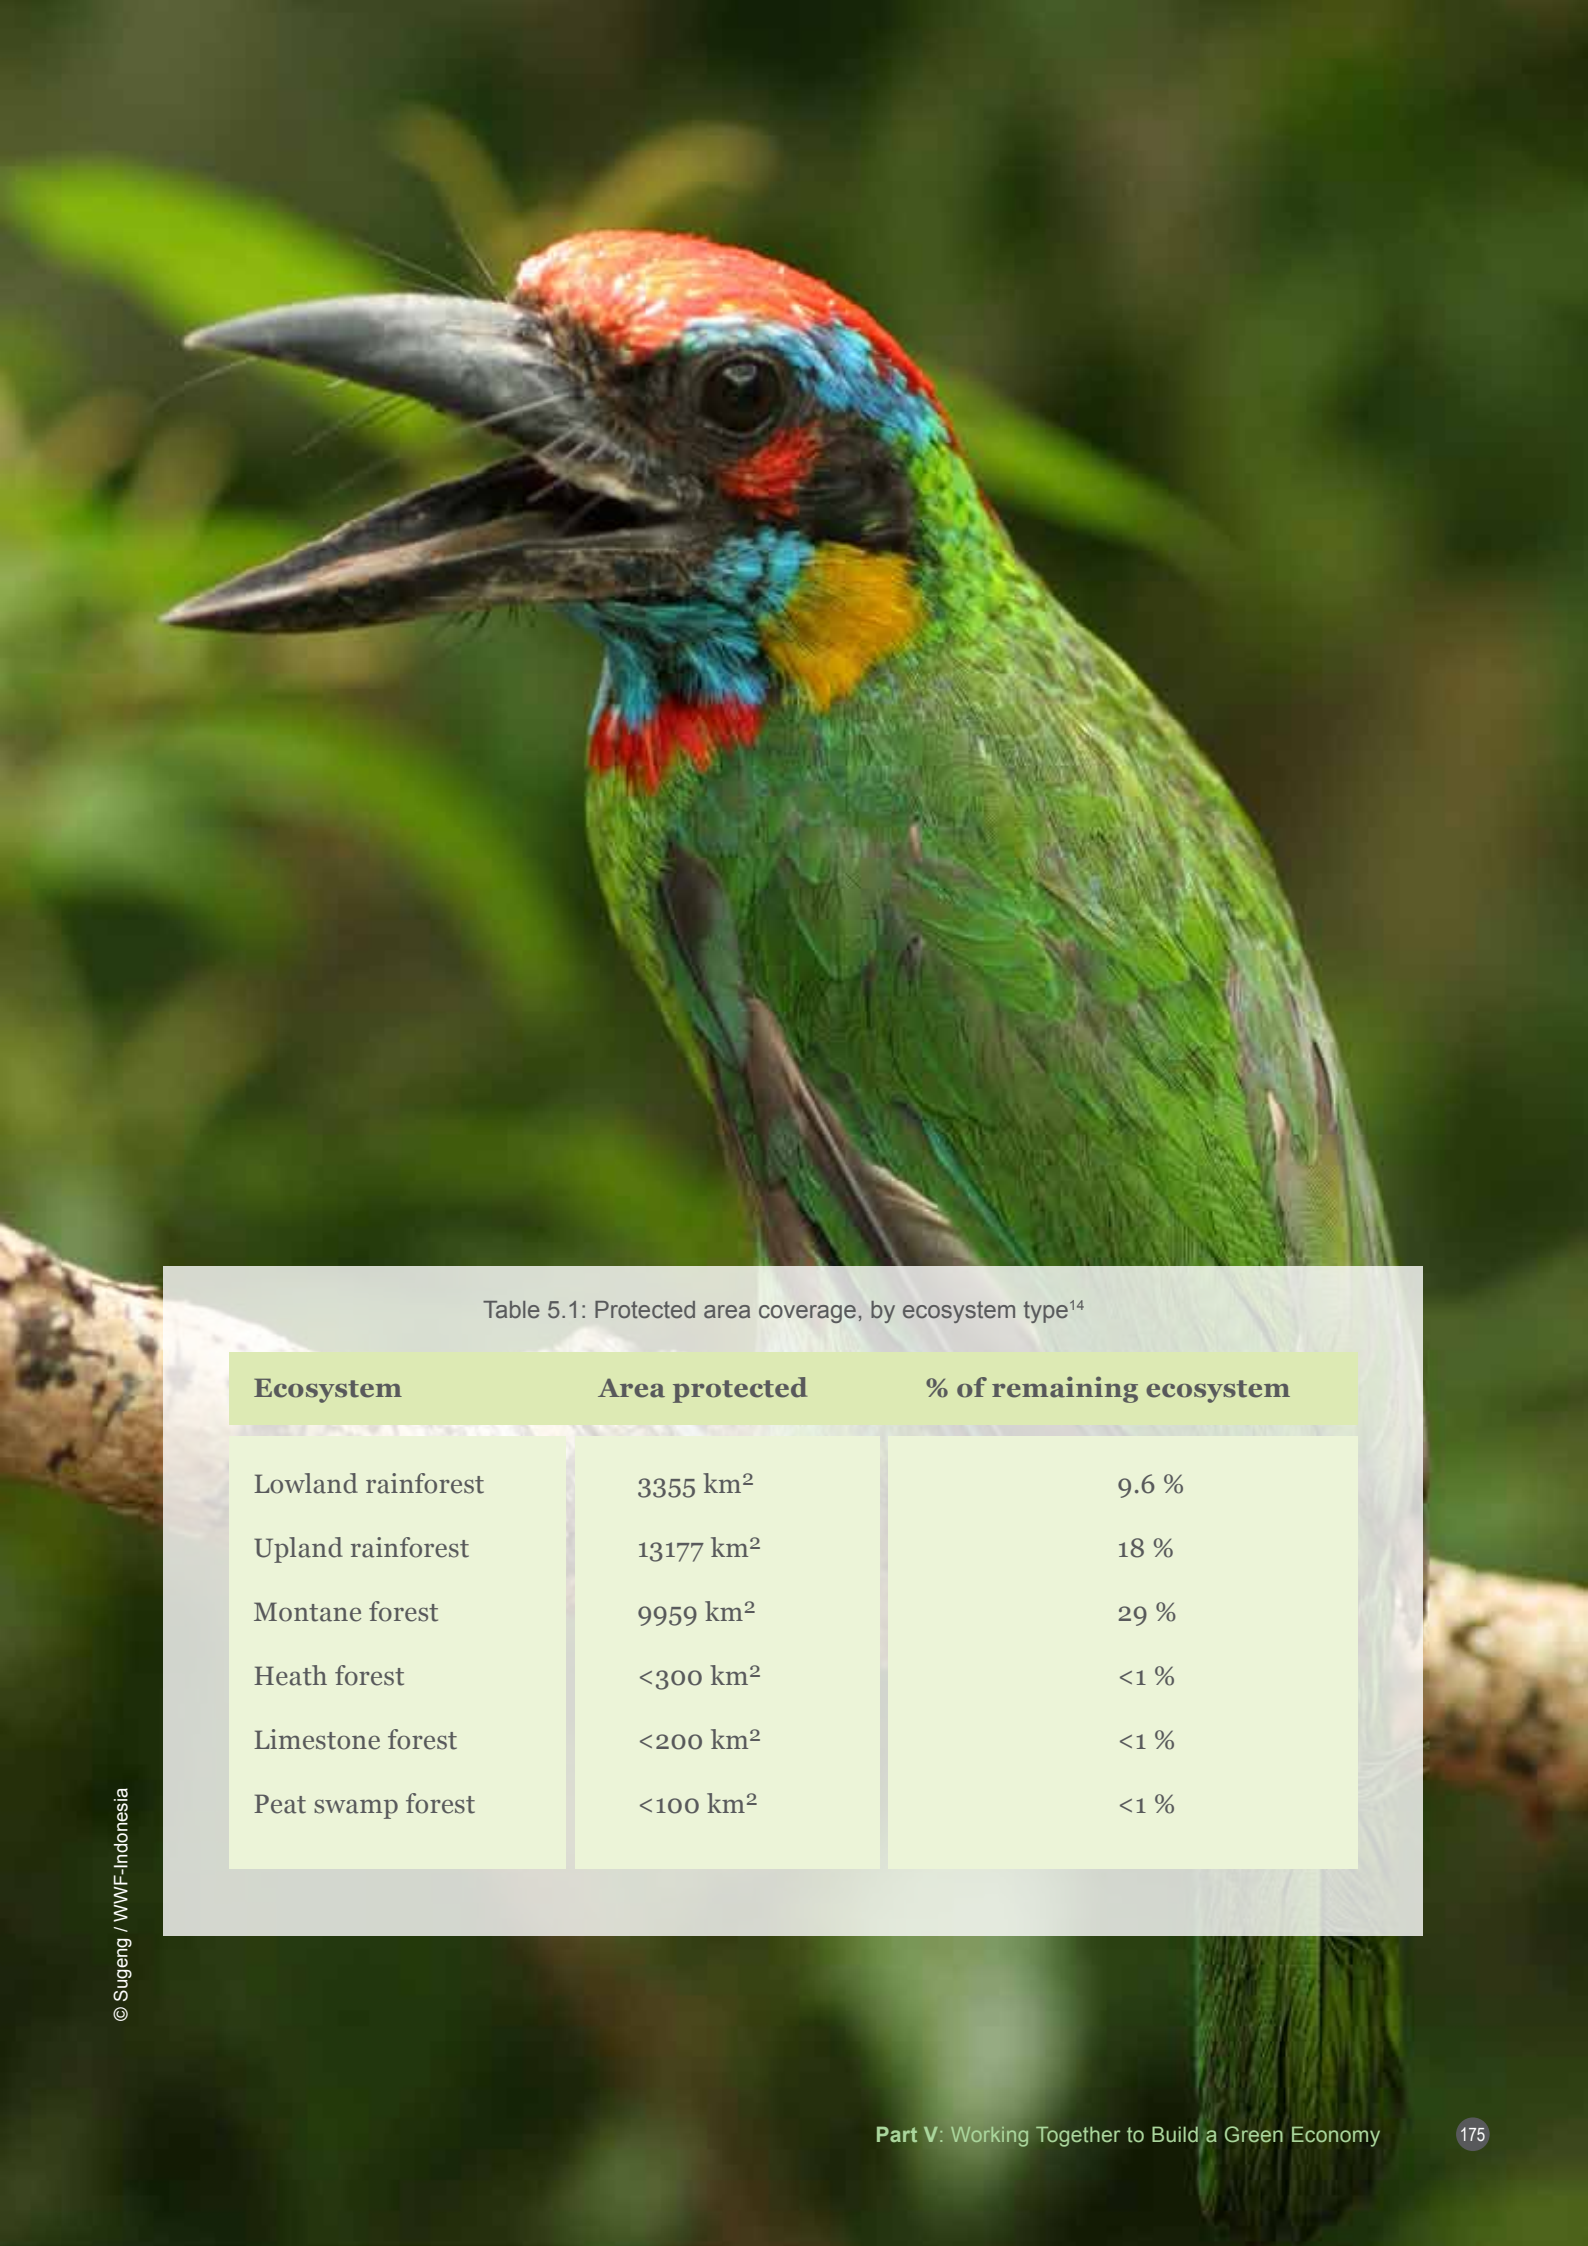 Table 5.1: Protected area coverage, by ecosystem type¹⁴
Ecosystem Area protected % of remaining ecosystem
Lowland rainforest 3355 km² 9.6 %
Upland rainforest 13177 km² 18 %
Montane forest 9959 km² 29 %
Heath forest <300 km² <1 %
Limestone forest <200 km² <1 %
Peat swamp forest <100 km² <1 %
© Sugeng / WWF-Indonesia
Part V: Working Together to Build a Green Economy 175